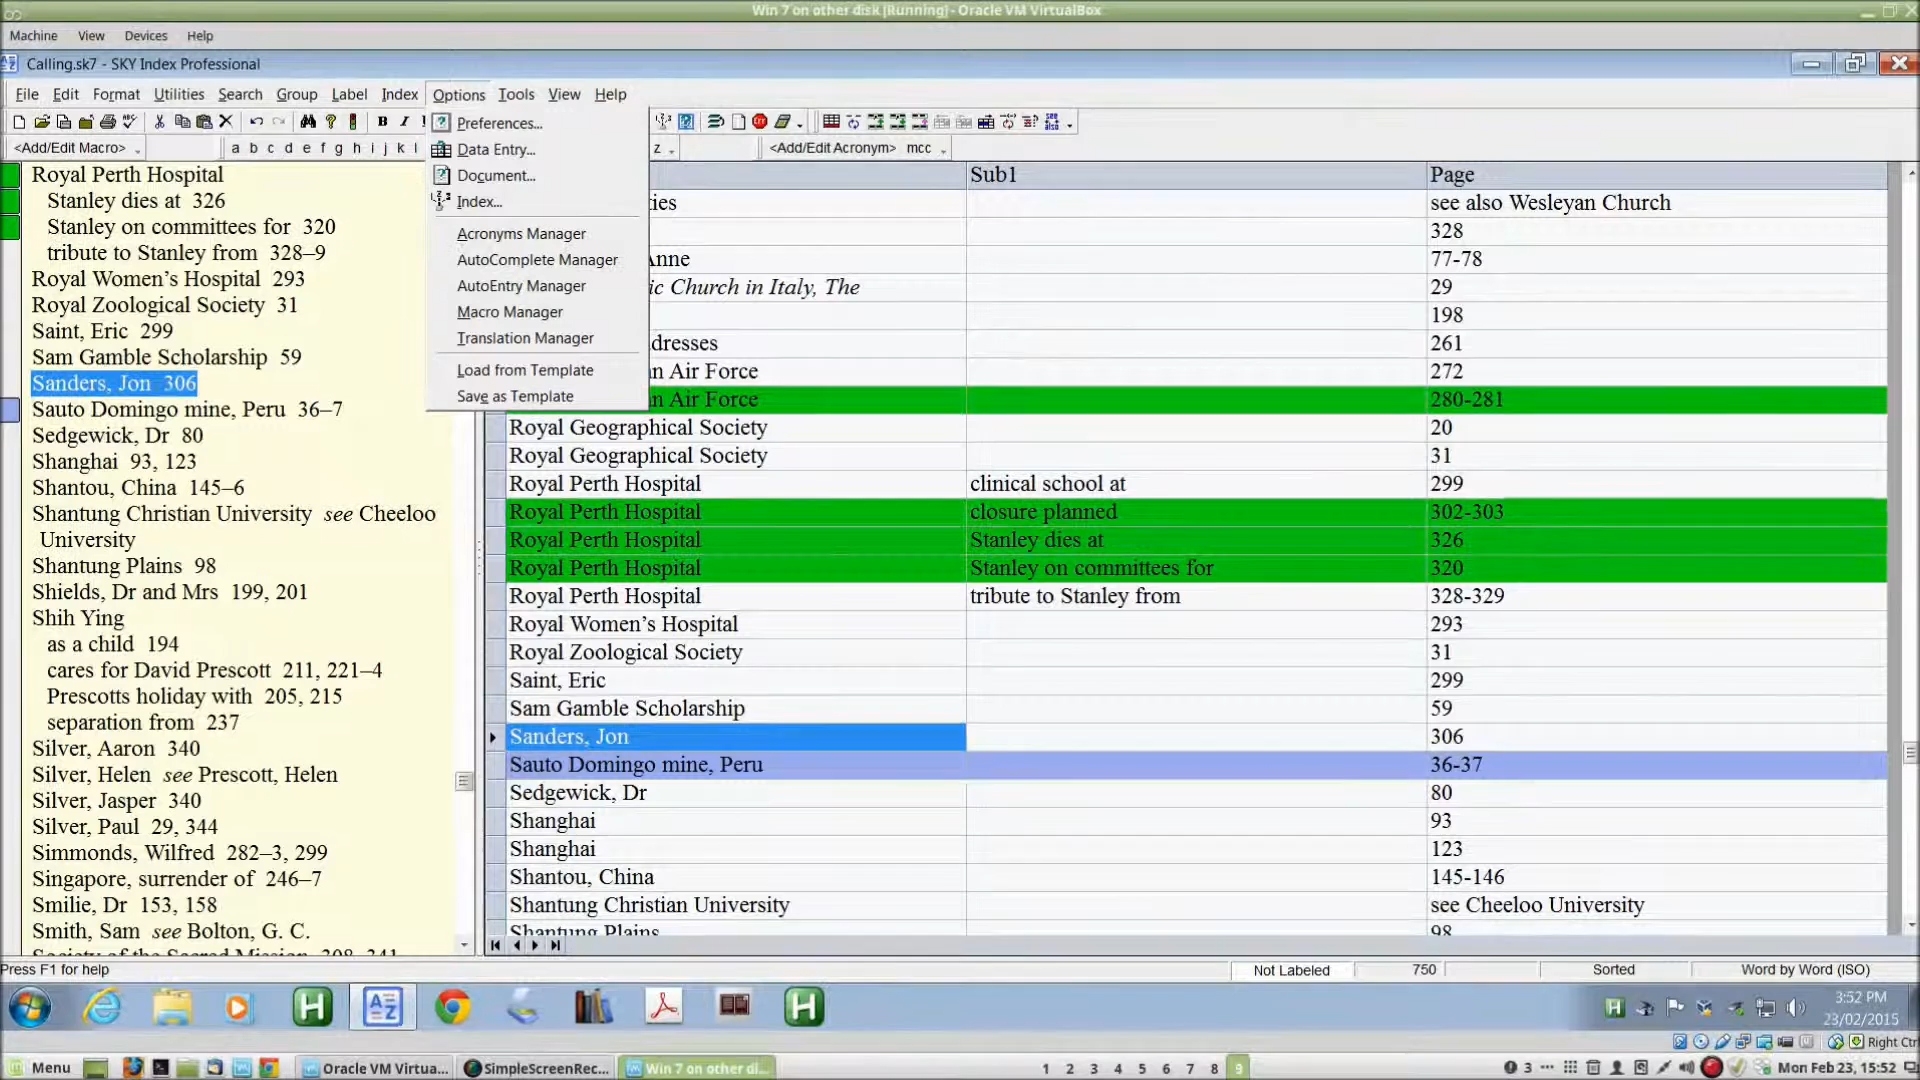 Win 7 on other disk [Running] - Oracle VM VirtualBox
Machine View Devices Help
Calling.sk7 - SKY Index Professional
File Edit Format Utilities Search Group Label Index Options Tools View Help
B I
<Add/Edit Macro> a b c d e f g h i j k l z <Add/Edit Acronym> mcc
Preferences...
Data Entry...
Document...
Index...
Acronyms Manager
AutoComplete Manager
AutoEntry Manager
Macro Manager
Translation Manager
Load from Template
Save as Template
Royal Perth Hospital
Stanley dies at 326
Stanley on committees for 320
tribute to Stanley from 328–9
Royal Women's Hospital 293
Royal Zoological Society 31
Saint, Eric 299
Sam Gamble Scholarship 59
Sanders, Jon 306
Sauto Domingo mine, Peru 36–7
Sedgewick, Dr 80
Shanghai 93, 123
Shantou, China 145–6
Shantung Christian University see Cheeloo
University
Shantung Plains 98
Shields, Dr and Mrs 199, 201
Shih Ying
as a child 194
cares for David Prescott 211, 221–4
Prescotts holiday with 205, 215
separation from 237
Silver, Aaron 340
Silver, Helen see Prescott, Helen
Silver, Jasper 340
Silver, Paul 29, 344
Simmonds, Wilfred 282–3, 299
Singapore, surrender of 246–7
Smilie, Dr 153, 158
Smith, Sam see Bolton, G. C.
Society of the Sacred Mission 308, 341
Sub1 Page
ties see also Wesleyan Church
328
Anne 77-78
ic Church in Italy, The 29
198
ddresses 261
n Air Force 272
n Air Force 280-281
Royal Geographical Society 20
Royal Geographical Society 31
Royal Perth Hospital clinical school at 299
Royal Perth Hospital closure planned 302-303
Royal Perth Hospital Stanley dies at 326
Royal Perth Hospital Stanley on committees for 320
Royal Perth Hospital tribute to Stanley from 328-329
Royal Women's Hospital 293
Royal Zoological Society 31
Saint, Eric 299
Sam Gamble Scholarship 59
Sanders, Jon 306
Sauto Domingo mine, Peru 36-37
Sedgewick, Dr 80
Shanghai 93
Shanghai 123
Shantou, China 145-146
Shantung Christian University see Cheeloo University
Shantung Plains 98
Press F1 for help Not Labeled 750 Sorted Word by Word (ISO)
3:52 PM
23/02/2015
Right Ctrl
Menu Oracle VM Virtua... SimpleScreenRec... Win 7 on other di... 1 2 3 4 5 6 7 8 9 3 Mon Feb 23, 15:52